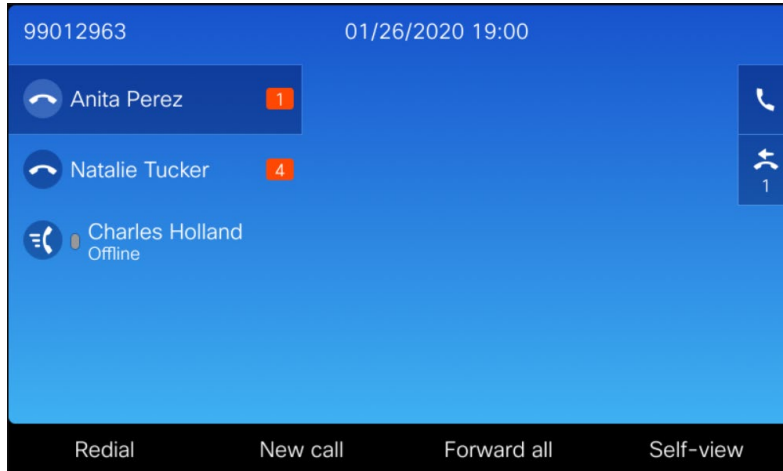 99012963 01/26/2020 19:00
Anita Perez 1
Natalie Tucker 4
1
Charles Holland
Offline
Redial New call Forward all Self-view